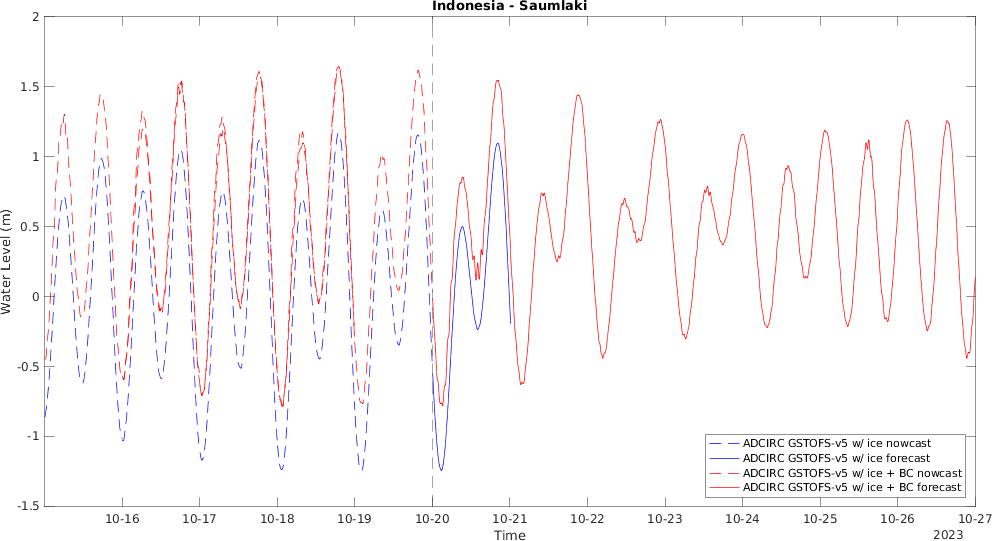 Indonesia - Saumlaki
Water Level (m)
2
1.5
1
0.5
0
-0.5
-1
-1.5
ADCIRC GSTOFS-v5 w/ ice nowcast
ADCIRC GSTOFS-v5 w/ ice forecast
ADCIRC GSTOFS-v5 w/ ice + BC nowcast
ADCIRC GSTOFS-v5 w/ ice + BC forecast
10-16 10-17 10-18 10-19 10-20 10-21 10-22 10-23 10-24 10-25 10-26 10-27
Time
2023